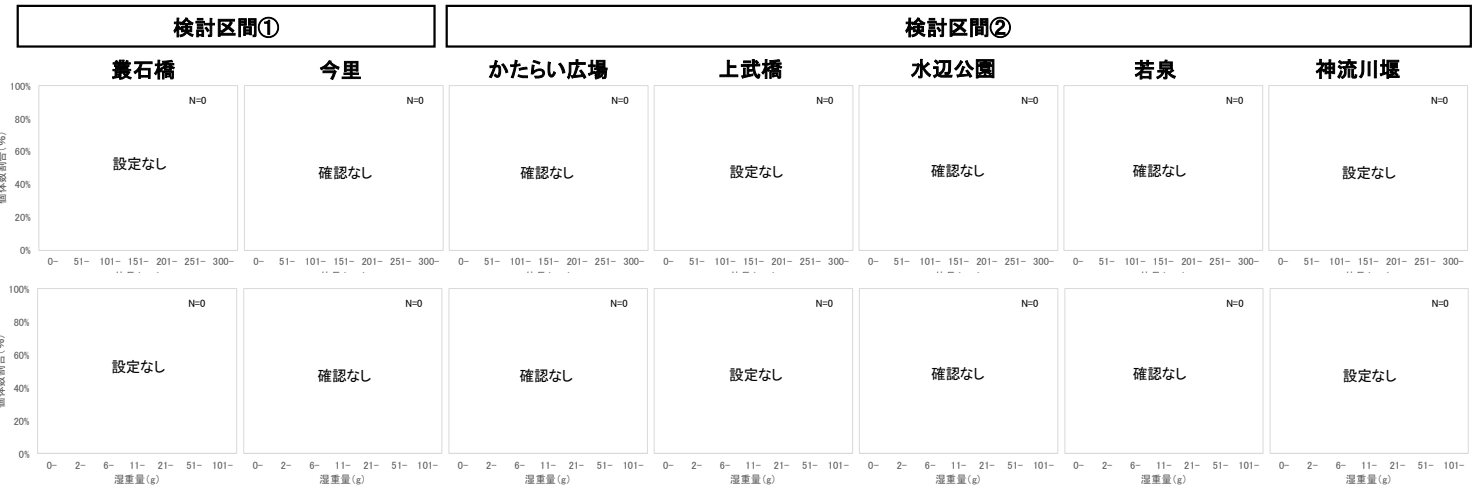 検討区間①
検討区間②
叢石橋 今里 かたらい広場 上武橋 水辺公園 若泉 神流川堰
100%
80%
60%
40%
20%
0%
N=0 N=0 N=0 N=0 N=0 N=0 N=0
設定なし 確認なし 確認なし 設定なし 確認なし 確認なし 設定なし
0- 51- 101- 151- 201- 251- 300- 0- 51- 101- 151- 201- 251- 300- 0- 51- 101- 151- 201- 251- 300- 0- 51- 101- 151- 201- 251- 300- 0- 51- 101- 151- 201- 251- 300- 0- 51- 101- 151- 201- 251- 300- 0- 51- 101- 151- 201- 251- 300-
個体数割合(%)
100%
80%
60%
40%
20%
0%
N=0 N=0 N=0 N=0 N=0 N=0 N=0
設定なし 確認なし 確認なし 設定なし 確認なし 確認なし 設定なし
0- 2- 6- 11- 21- 51- 101- 0- 2- 6- 11- 21- 51- 101- 0- 2- 6- 11- 21- 51- 101- 0- 2- 6- 11- 21- 51- 101- 0- 2- 6- 11- 21- 51- 101- 0- 2- 6- 11- 21- 51- 101- 0- 2- 6- 11- 21- 51- 101-
湿重量(g) 湿重量(g) 湿重量(g) 湿重量(g) 湿重量(g) 湿重量(g) 湿重量(g)
個体数割合(%)